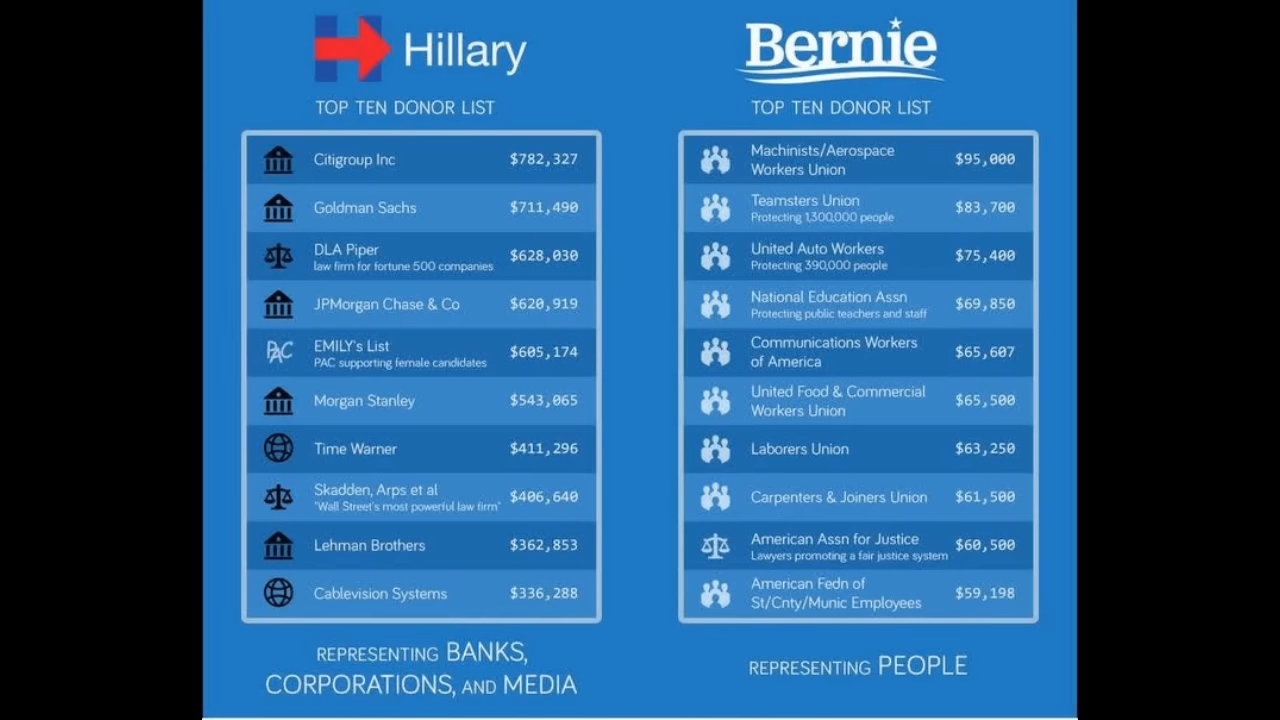 Hillary
TOP TEN DONOR LIST
Citigroup Inc $782,327
Goldman Sachs $711,490
DLA Piper
law firm for fortune 500 companies $628,030
JPMorgan Chase & Co $620,919
PAC
EMILY's List
PAC supporting female candidates $605,174
Morgan Stanley $543,065
Time Warner $411,296
Skadden, Arps et al
"Wall Street's most powerful law firm" $406,640
Lehman Brothers $362,853
Cablevision Systems $336,288
REPRESENTING BANKS,
CORPORATIONS, AND MEDIA
Bernie
TOP TEN DONOR LIST
Machinists/Aerospace
Workers Union $95,000
Teamsters Union
Protecting 1,300,000 people $83,700
United Auto Workers
Protecting 390,000 people $75,400
National Education Assn
Protecting public teachers and staff $69,850
Communications Workers
of America $65,607
United Food & Commercial
Workers Union $65,500
Laborers Union $63,250
Carpenters & Joiners Union $61,500
American Assn for Justice
Lawyers promoting a fair justice system $60,500
American Fedn of
St/Cnty/Munic Employees $59,198
REPRESENTING PEOPLE